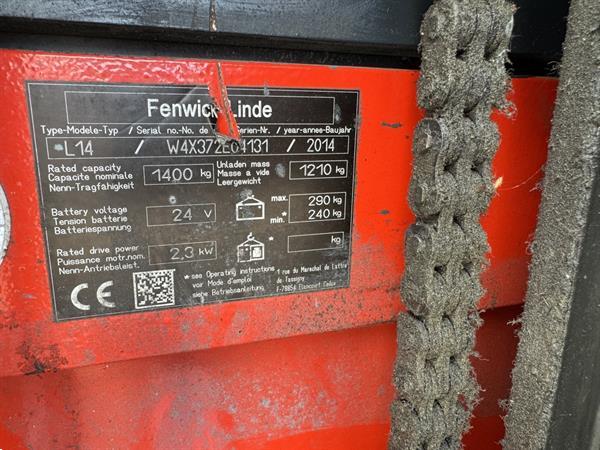 Fenwick-Linde
Type-Modele-Typ / Serial no.-No. de Serien-Nr. / year-annee-Baujahr
L14 / W4X372E04131 / 2014
Rated capacity
Capacite nominale
Nenn-Tragfähigkeit
1400 kg
Unladen mass
Masse a vide
Leergewicht
1210 kg
Battery voltage
Tension batterie
Batteriespannung
24 V
max. 290 kg
min. * 240 kg
Rated drive power
Puissance mot.nom.
Nenn-Antriebsleist.
2,3 kW
kg
CE
*see Operating instructions
voir Mode d'emploi
siehe Betriebsanleitung
1 rue du Marechal de Lattre
de Tassigny
F-78854 Elancourt Cedex